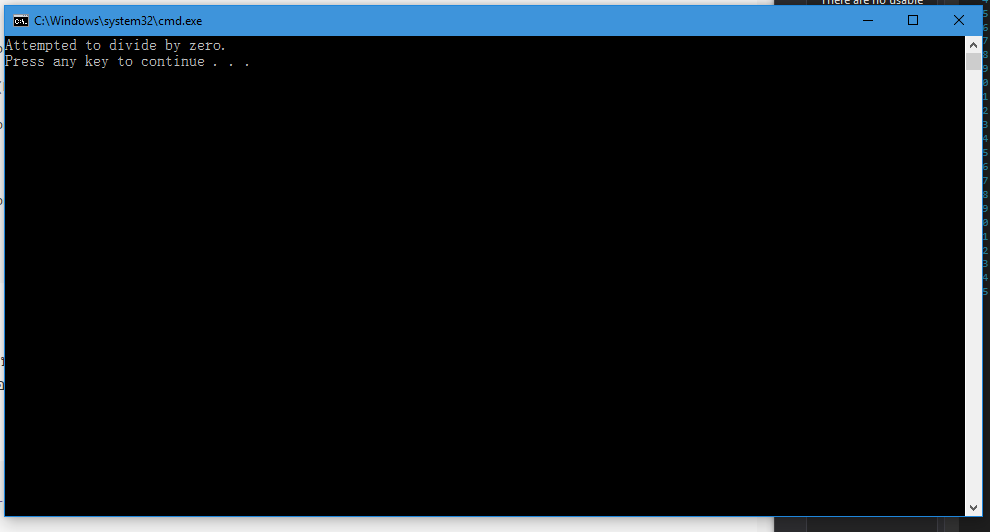 There are no usable
C:\Windows\system32\cmd.exe
Attempted to divide by zero.
Press any key to continue . . .